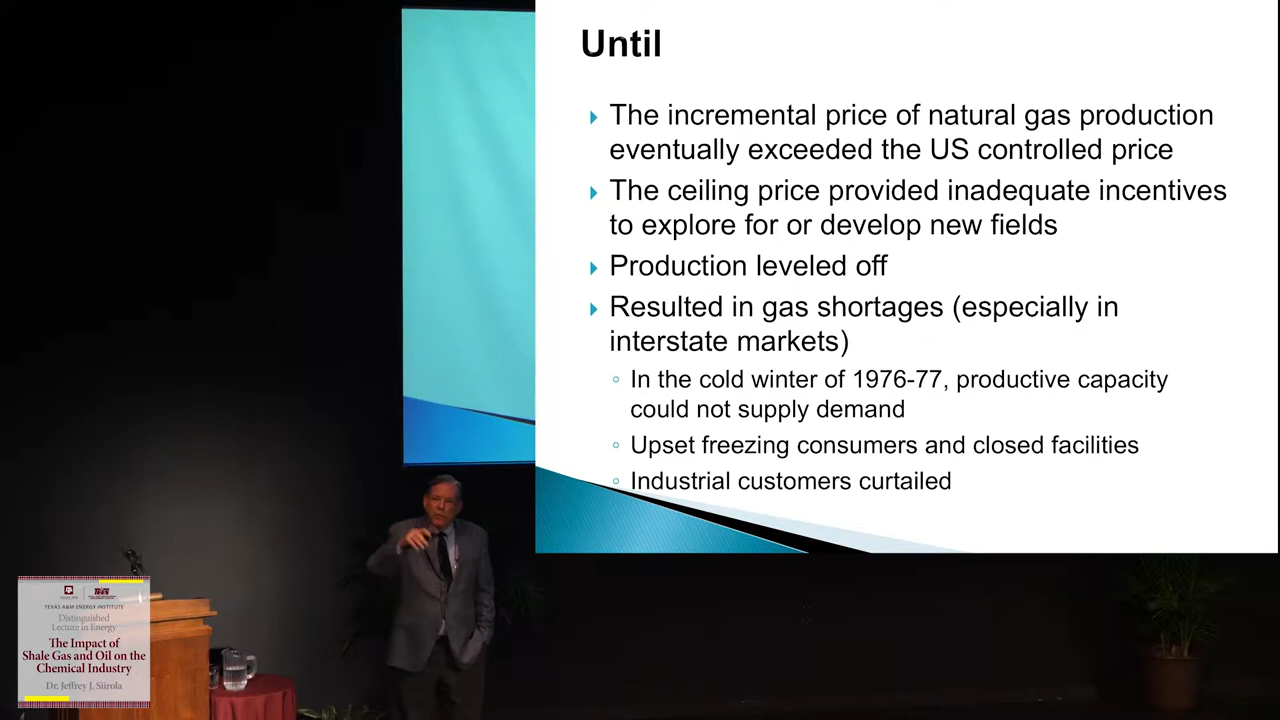 Until
The incremental price of natural gas production
eventually exceeded the US controlled price
The ceiling price provided inadequate incentives
to explore for or develop new fields
Production leveled off
Resulted in gas shortages (especially in
interstate markets)
In the cold winter of 1976-77, productive capacity
could not supply demand
Upset freezing consumers and closed facilities
Industrial customers curtailed
TEXAS A&M ENERGY INSTITUTE
Distinguished
Lecture in Energy
The Impact of
Shale Gas and Oil on the
Chemical Industry
Dr. Jeffrey J. Siirola